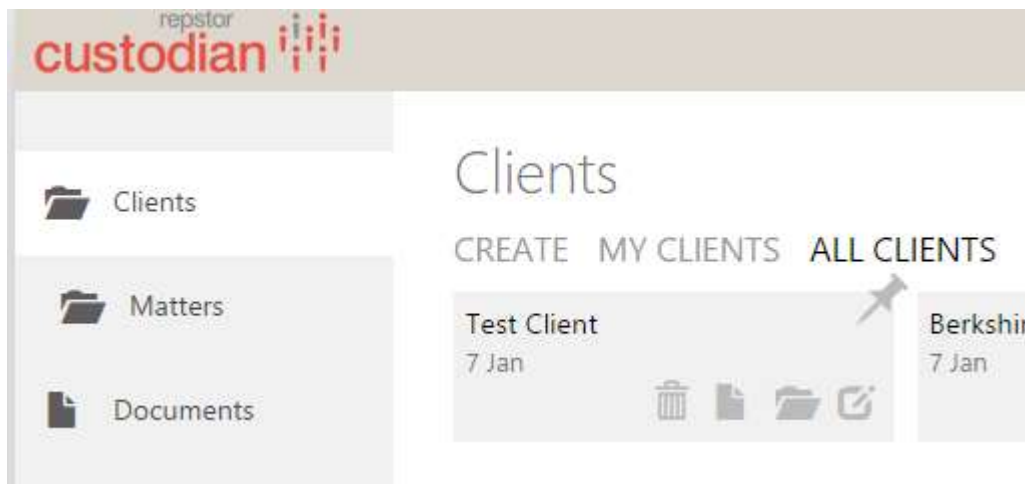 repstor
custodian
Clients
Matters
Documents
Clients
CREATE MY CLIENTS ALL CLIENTS
Test Client
7 Jan
7 Jan